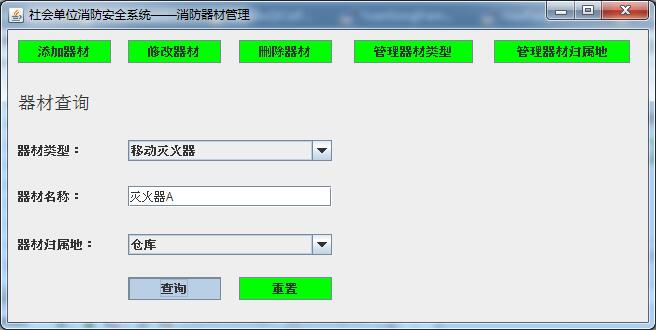 社会单位消防安全系统——消防器材管理
添加器材 修改器材 删除器材 管理器材类型 管理器材归属地
器材查询
器材类型： 移动灭火器
器材名称： 灭火器A
器材归属地： 仓库
查询 重置